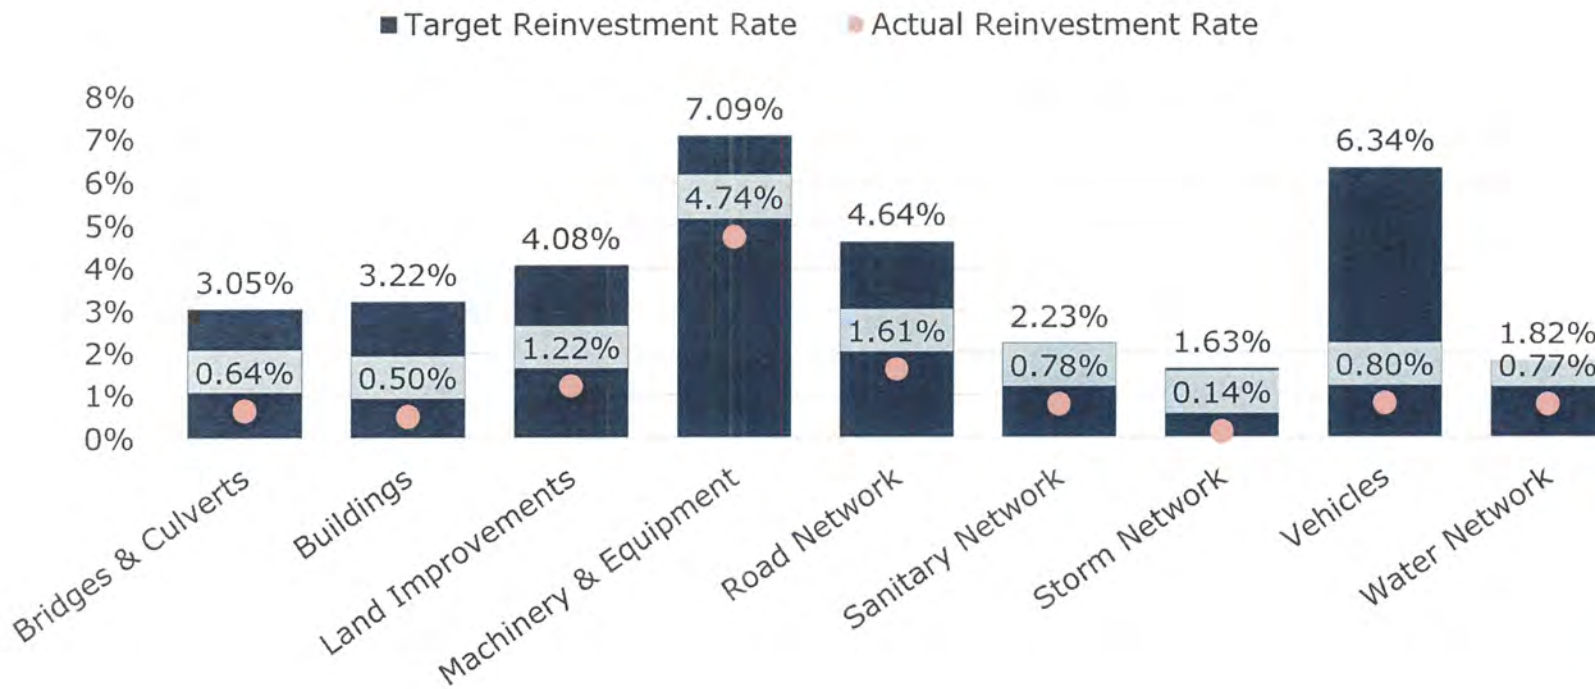 Target Reinvestment Rate Actual Reinvestment Rate
8%
7%
6%
5%
4%
3%
2%
1%
0%
3.05%
0.64%
3.22%
0.50%
4.08%
1.22%
7.09%
4.74%
4.64%
1.61%
2.23%
0.78%
1.63%
0.14%
6.34%
0.80%
1.82%
0.77%
Bridges & Culverts
Buildings
Land Improvements
Machinery & Equipment
Road Network
Sanitary Network
Storm Network
Vehicles
Water Network